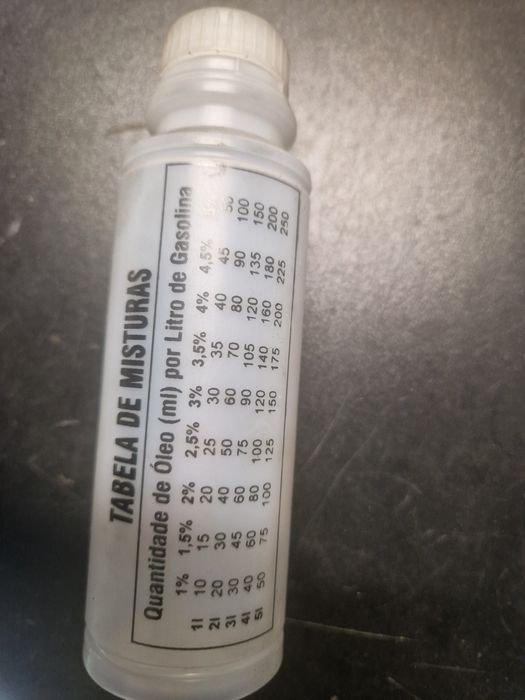 TABELA DE MISTURAS
Quantidade de Óleo (ml) por Litro de Gasolina
1% 1,5% 2% 2,5% 3% 3,5% 4% 4,5%
1l 10 15 20 25 30 35 40 45 50
2l 20 30 40 50 60 70 80 90 100
3l 30 45 60 75 90 105 120 135 150
4l 40 60 80 100 120 140 160 180 200
5l 50 75 100 125 150 175 200 225 250